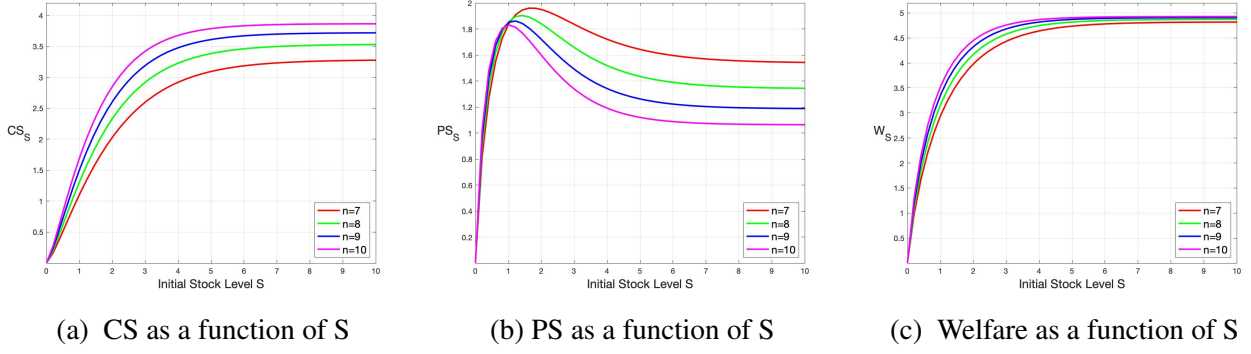 4
3.5
3
2.5
CS_S
2
1.5
1
0.5
0 1 2 3 4 5 6 7 8 9 10
Initial Stock Level S
n=7
n=8
n=9
n=10
(a) CS as a function of S
2
1.8
1.6
1.4
1.2
PS_S
1
0.8
0.6
0.4
0.2
0 1 2 3 4 5 6 7 8 9 10
Initial Stock Level S
n=7
n=8
n=9
n=10
(b) PS as a function of S
5
4.5
4
3.5
3
W_S
2.5
2
1.5
1
0.5
0 1 2 3 4 5 6 7 8 9 10
Initial Stock Level S
n=7
n=8
n=9
n=10
(c) Welfare as a function of S